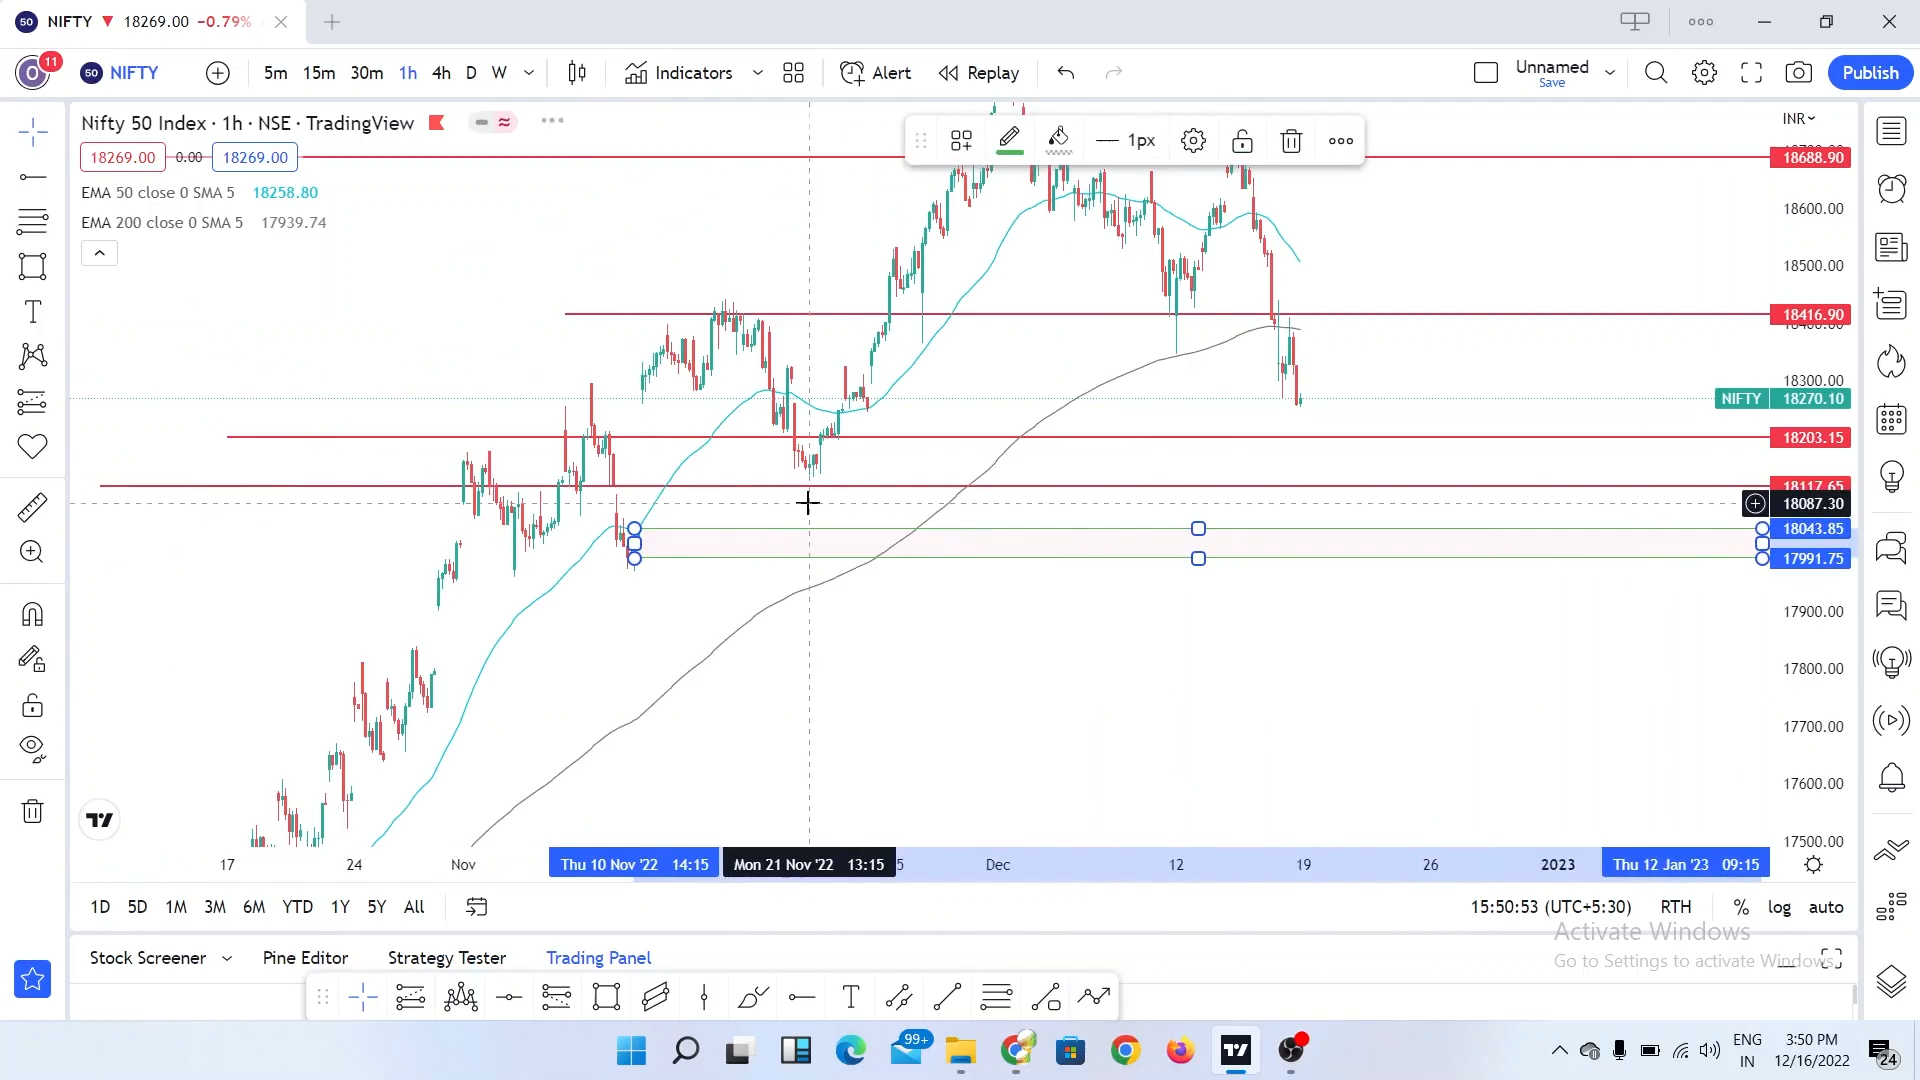 50 NIFTY ▼ 18269.00 −0.79%
O 11 50 NIFTY 5m 15m 30m 1h 4h D W Indicators Alert Replay Unnamed Save Publish
Nifty 50 Index · 1h · NSE · TradingView
INR
18269.00 0.00 18269.00
EMA 50 close 0 SMA 5 18258.80
EMA 200 close 0 SMA 5 17939.74
1px
18688.90
18600.00
18500.00
18416.90
18300.00
NIFTY 18270.10
18203.15
18117.65
18087.30
18043.85
17991.75
17900.00
17800.00
17700.00
17600.00
17500.00
17 24 Nov Thu 10 Nov '22 14:15 Mon 21 Nov '22 13:15 5 Dec 12 19 26 2023 Thu 12 Jan '23 09:15
1D 5D 1M 3M 6M YTD 1Y 5Y All 15:50:53 (UTC+5:30) RTH % log auto
Activate Windows
Go to Settings to activate Windows.
Stock Screener Pine Editor Strategy Tester Trading Panel
99+
ENG
IN
3:50 PM
12/16/2022
24